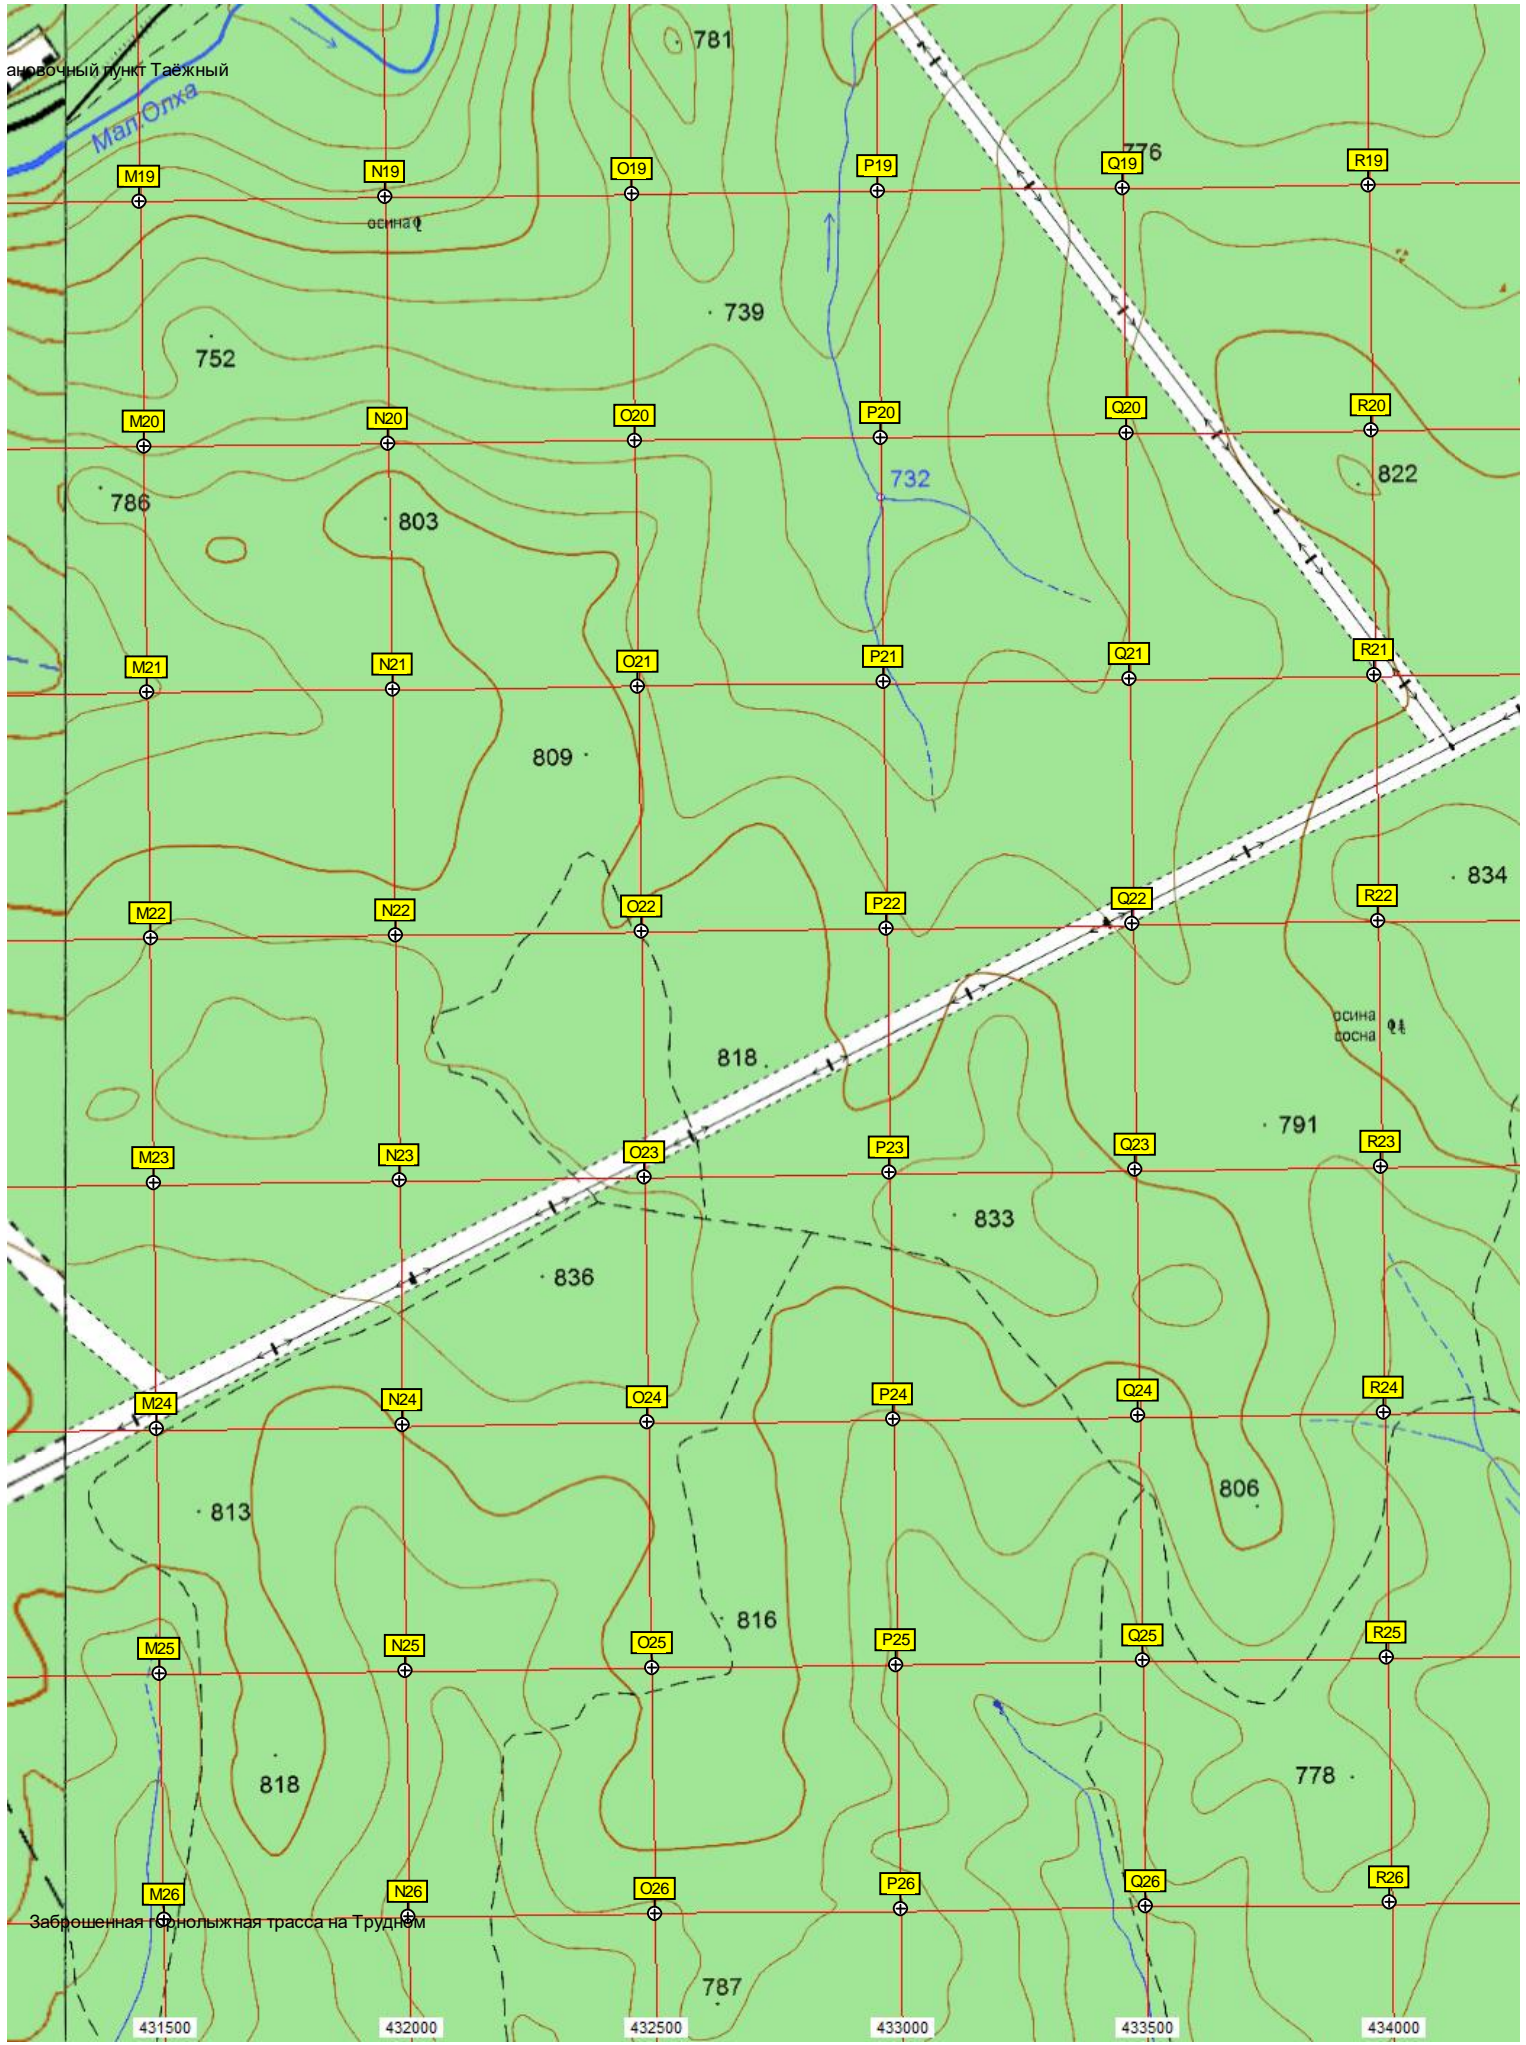 781
ановочный пункт Таёжный
Мал.Олха
776
M19 N19 O19 P19 Q19 R19
осина
739
752
M20 N20 O20 P20 Q20 R20
732
822
786
803
M21 N21 O21 P21 Q21 R21
809
834
M22 N22 O22 P22 Q22 R22
осина
сосна
818
791
M23 N23 O23 P23 Q23 R23
833
836
M24 N24 O24 P24 Q24 R24
806
813
816
M25 N25 O25 P25 Q25 R25
778
818
M26 N26 O26 P26 Q26 R26
Заброшенная горнолыжная трасса на Трудном
787
431500 432000 432500 433000 433500 434000